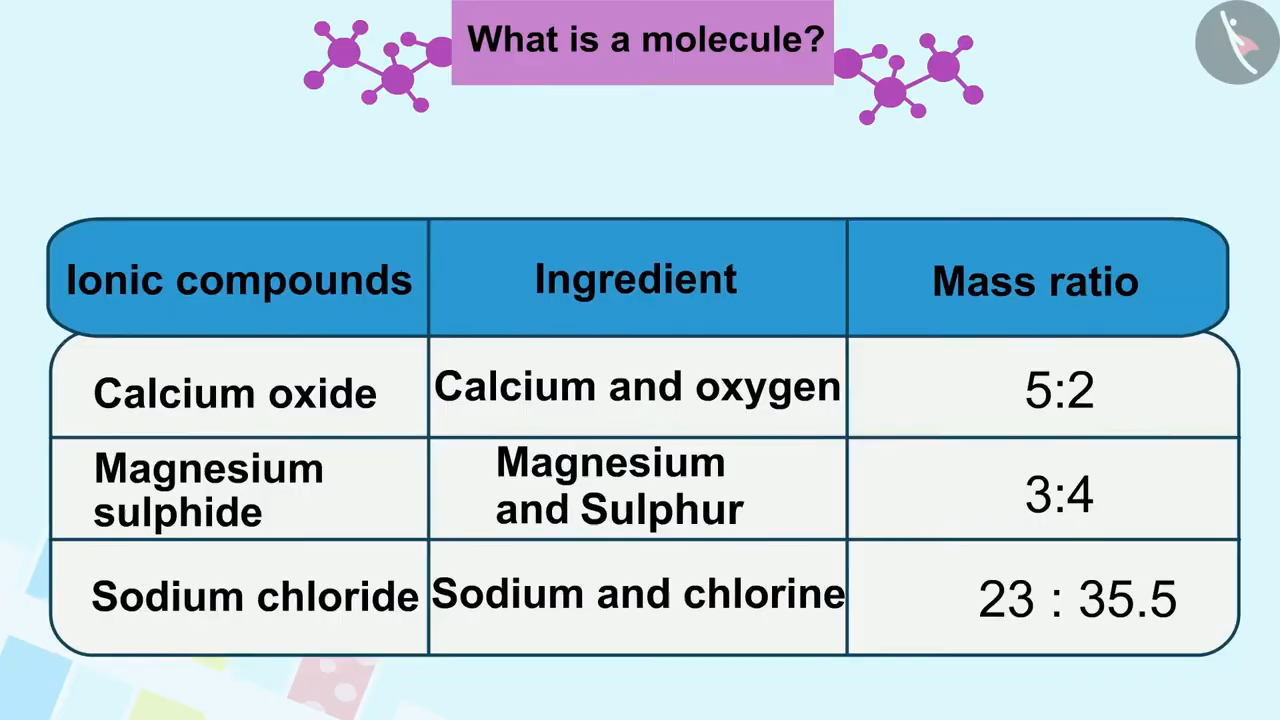 What is a molecule?
Ionic compounds Ingredient Mass ratio
Calcium oxide Calcium and oxygen 5:2
Magnesium
sulphide
Magnesium
and Sulphur
3:4
Sodium chloride Sodium and chlorine 23 : 35.5